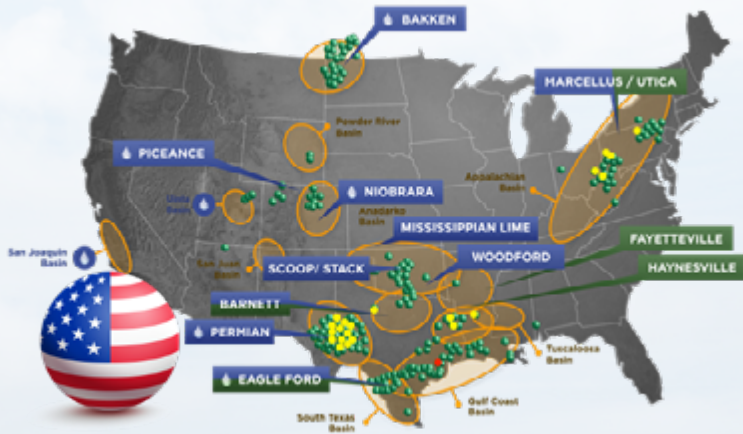 BAKKEN
MARCELLUS / UTICA
Powder River
Basin
PICEANCE
Appalachian
Basin
NIOBRARA
Uinta
Basin
Anadarko
Basin
MISSISSIPPIAN LIME
FAYETTEVILLE
San Joaquin
Basin
WOODFORD
San Juan
Basin
SCOOP/ STACK
HAYNESVILLE
BARNETT
PERMIAN
Tuscaloosa
Basin
EAGLE FORD
Gulf Coast
Basin
South Texas
Basin